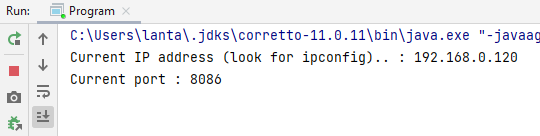 Run: Program
C:\Users\lanta\.jdks\corretto-11.0.11\bin\java.exe "-javaag
Current IP address (look for ipconfig).. : 192.168.0.120
Current port : 8086